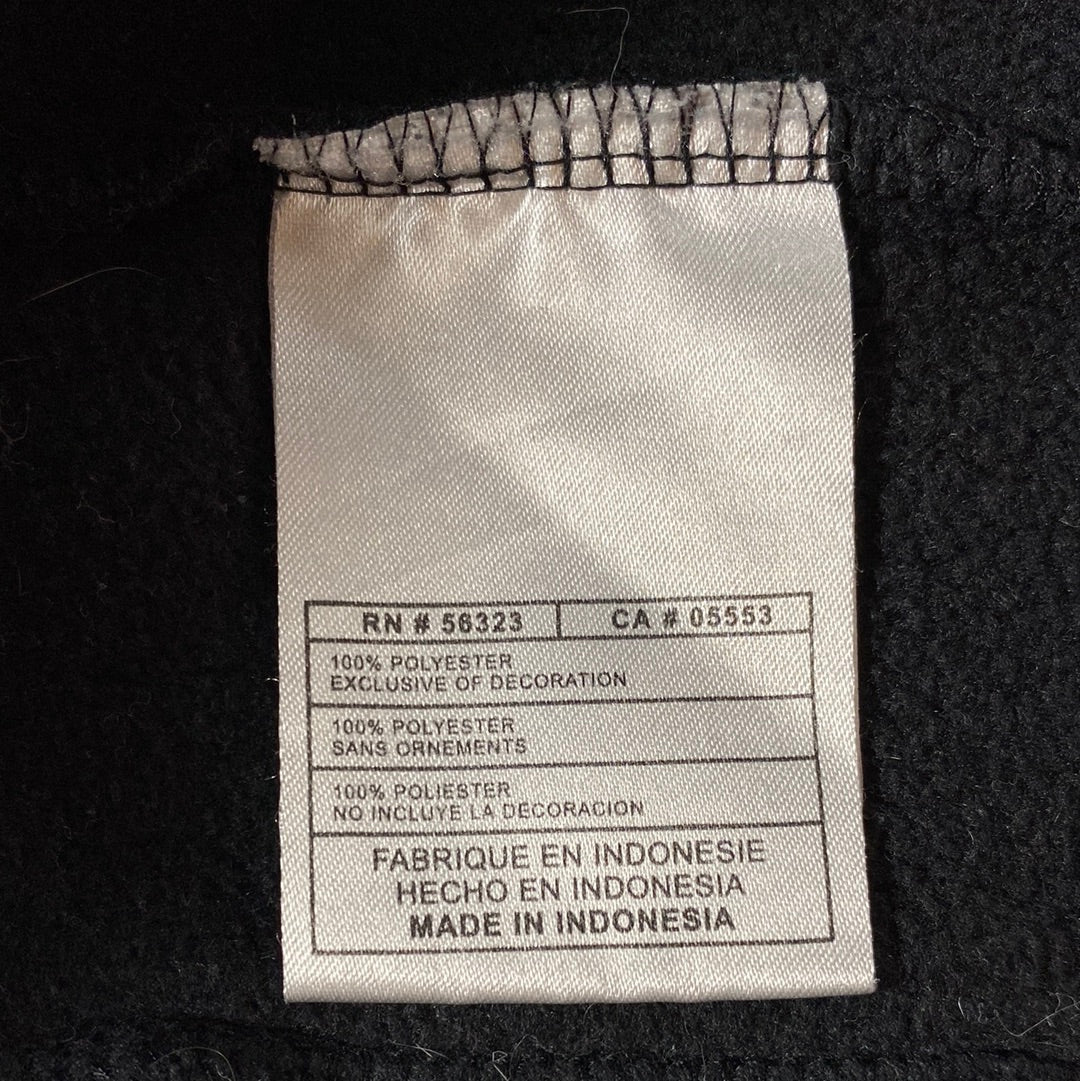 RN # 56323 CA # 05553
100% POLYESTER
EXCLUSIVE OF DECORATION
100% POLYESTER
SANS ORNEMENTS
100% POLIESTER
NO INCLUYE LA DECORACION
FABRIQUE EN INDONESIE
HECHO EN INDONESIA
MADE IN INDONESIA